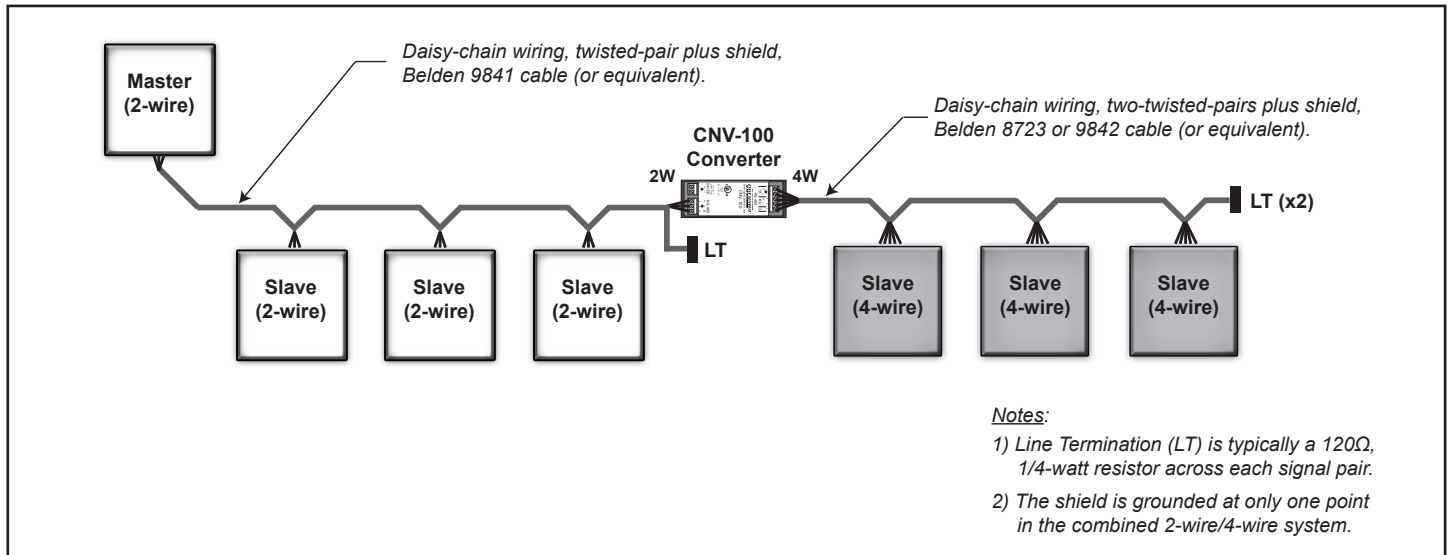 Master
(2-wire)
Daisy-chain wiring, twisted-pair plus shield,
Belden 9841 cable (or equivalent).
Daisy-chain wiring, two-twisted-pairs plus shield,
Belden 8723 or 9842 cable (or equivalent).
CNV-100
Converter
2W
4W
LT
LT (x2)
Slave
(2-wire)
Slave
(2-wire)
Slave
(2-wire)
Slave
(4-wire)
Slave
(4-wire)
Slave
(4-wire)
Notes:
1) Line Termination (LT) is typically a 120Ω,
1/4-watt resistor across each signal pair.
2) The shield is grounded at only one point
in the combined 2-wire/4-wire system.